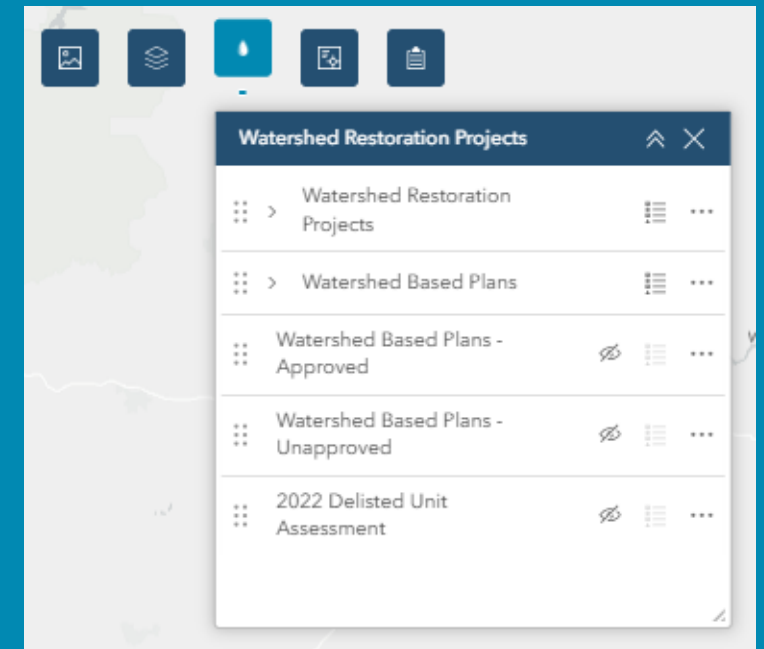 Watershed Restoration Projects
Watershed Restoration
Projects
Watershed Based Plans
Watershed Based Plans -
Approved
Watershed Based Plans -
Unapproved
2022 Delisted Unit
Assessment